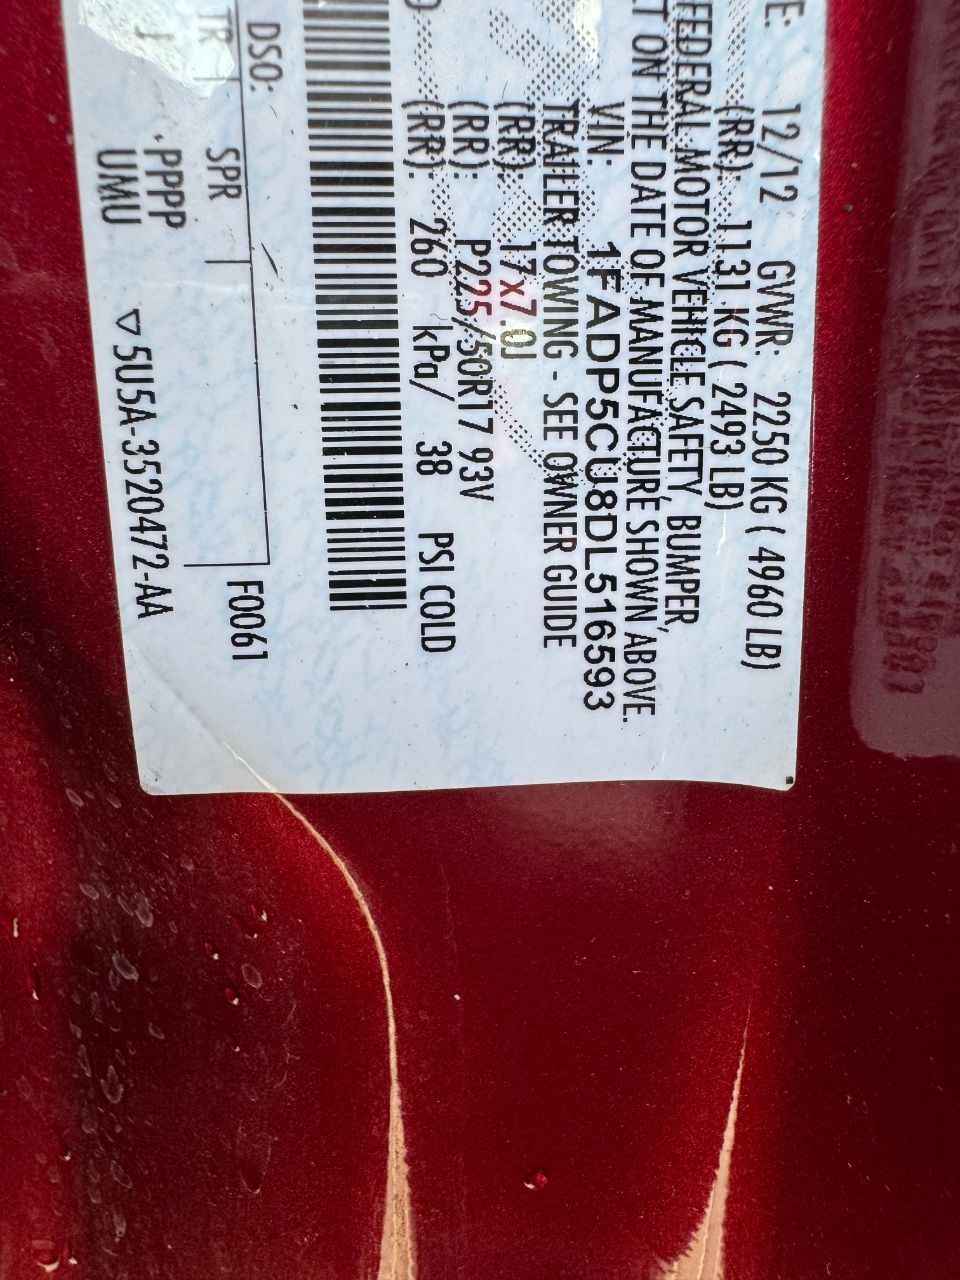 E: 12/12 GVWR: 2250 KG ( 4960 LB)
(RR): 1131 KG ( 2493 LB)
FEDERAL MOTOR VEHICLE SAFETY, BUMPER,
T ON THE DATE OF MANUFACTURE SHOWN ABOVE.
VIN: 1FADP5CU8DL516593
TRAILER TOWING - SEE OWNER GUIDE
(RR): 17x7.0J
(RR): P225/50R17 93V
(RR): 260 kPa/ 38 PSI COLD
DSO: F0061
TR SPR
J PPPP
UMU ▽5U5A-3520472-AA